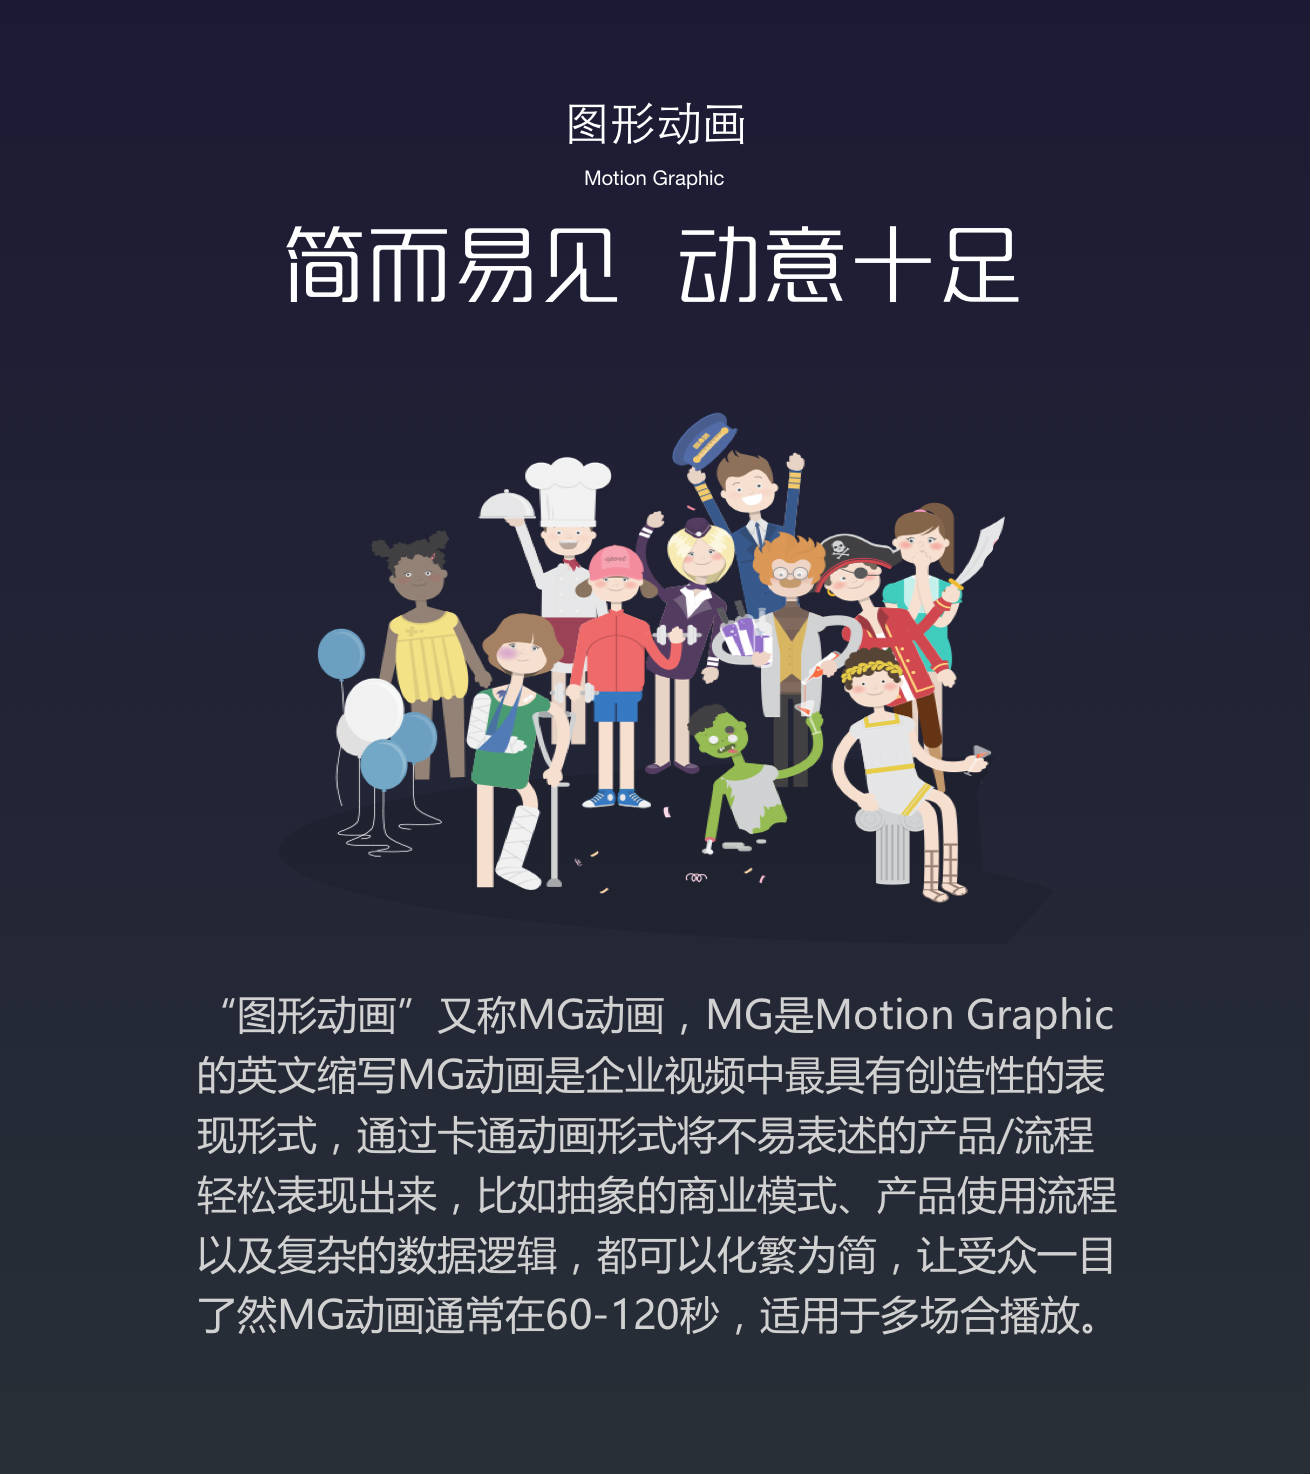 图形动画
Motion Graphic
简而易见 动意十足
“图形动画”又称MG动画，MG是Motion Graphic
的英文缩写MG动画是企业视频中最具有创造性的表
现形式，通过卡通动画形式将不易表述的产品/流程
轻松表现出来，比如抽象的商业模式、产品使用流程
以及复杂的数据逻辑，都可以化繁为简，让受众一目
了然MG动画通常在60-120秒，适用于多场合播放。